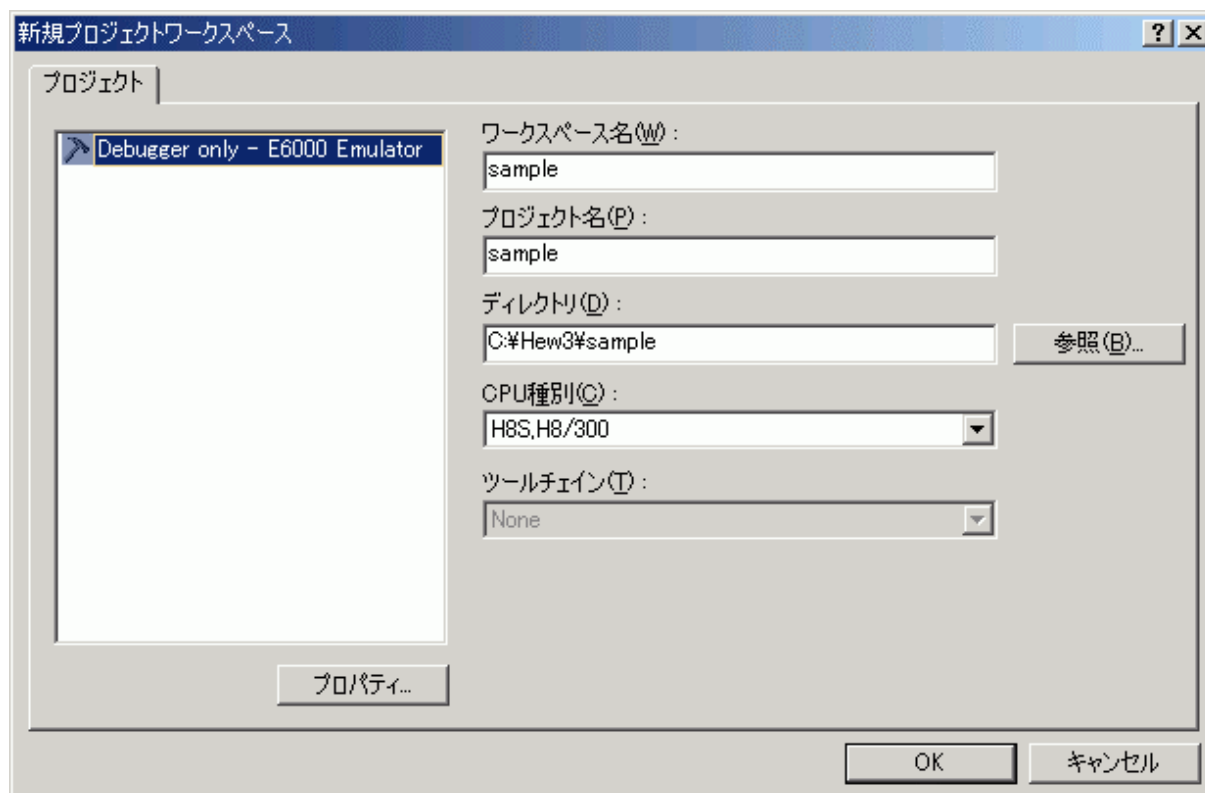 新規プロジェクトワークスペース
プロジェクト
Debugger only - E6000 Emulator
ワークスペース名(W) :
sample
プロジェクト名(P) :
sample
ディレクトリ(D) :
C:¥Hew3¥sample
参照(B)...
CPU種別(C) :
H8S,H8/300
ツールチェイン(T) :
None
プロパティ...
OK
キャンセル